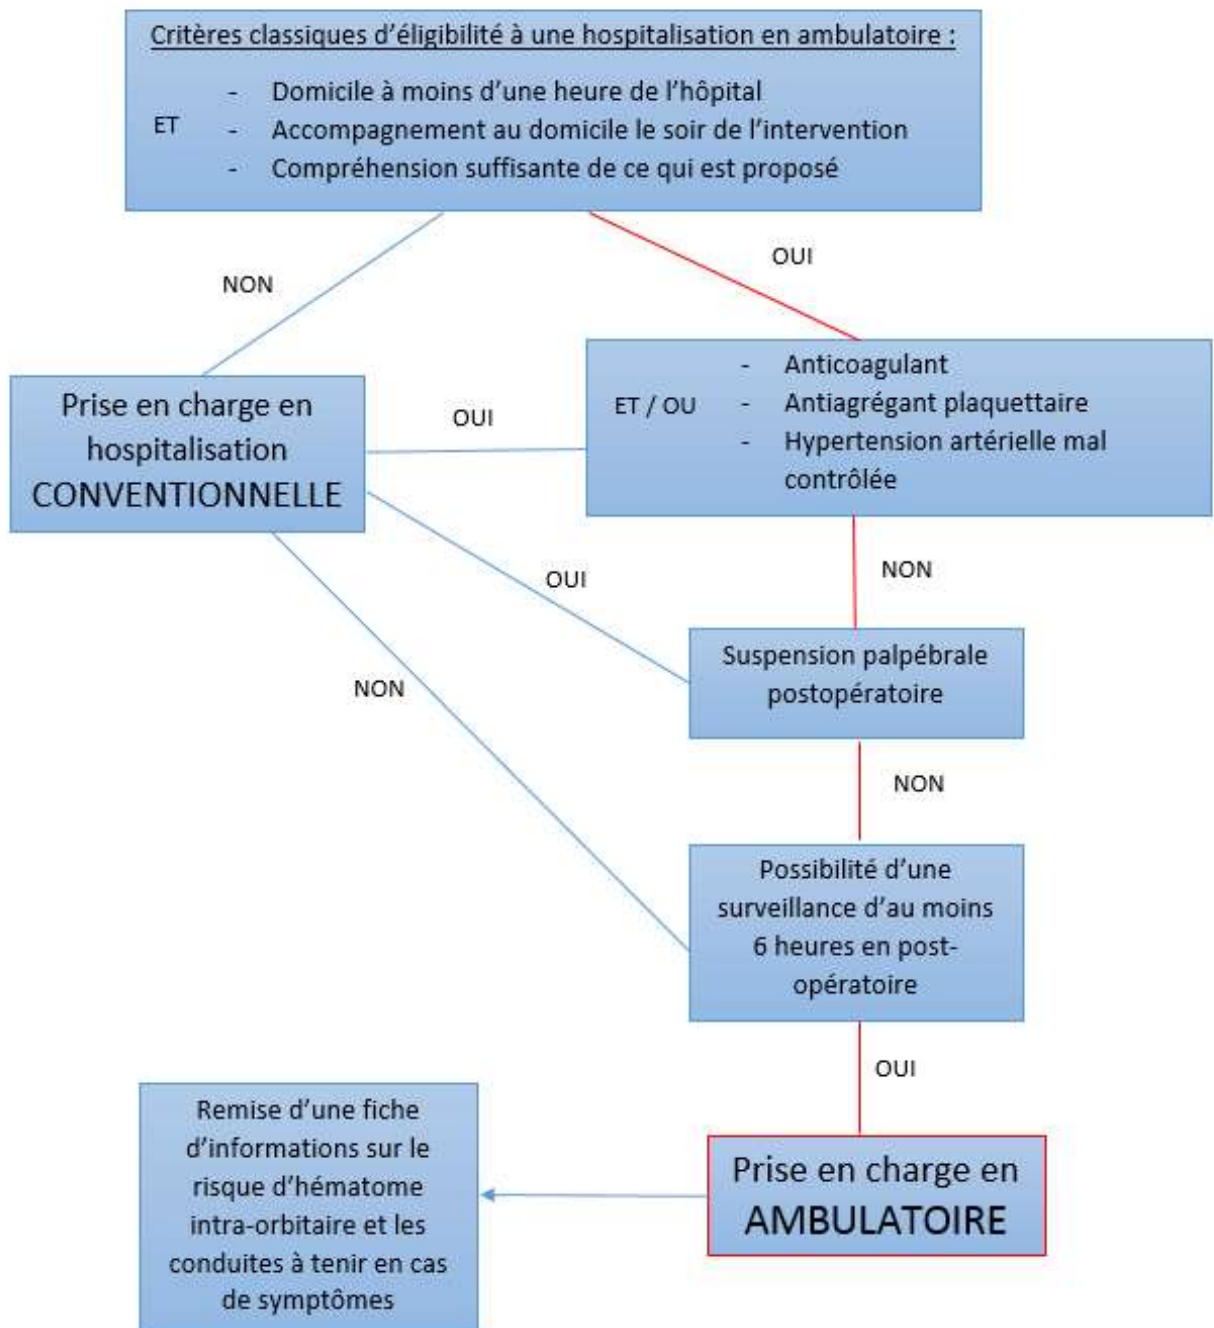 Critères classiques d'éligibilité à une hospitalisation en ambulatoire :
- Domicile à moins d'une heure de l'hôpital
ET - Accompagnement au domicile le soir de l'intervention
- Compréhension suffisante de ce qui est proposé
NON
OUI
Prise en charge en
hospitalisation
CONVENTIONNELLE
OUI
- Anticoagulant
ET / OU - Antiagrégant plaquettaire
- Hypertension artérielle mal
contrôlée
OUI
NON
Suspension palpébrale
postopératoire
NON
NON
Possibilité d'une
surveillance d'au moins
6 heures en post-
opératoire
OUI
Prise en charge en
AMBULATOIRE
Remise d'une fiche
d'informations sur le
risque d'hématome
intra-orbitaire et les
conduites à tenir en cas
de symptômes